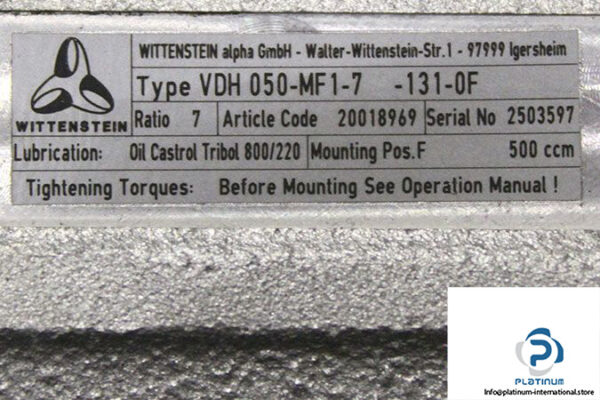 WITTENSTEIN
WITTENSTEIN alpha GmbH - Walter-Wittenstein-Str.1 - 97999 Igersheim
Type VDH 050-MF1-7 -131-0F
Ratio 7 Article Code 20018969 Serial No 2503597
Lubrication: Oil Castrol Tribol 800/220 Mounting Pos.F 500 ccm
Tightening Torques: Before Mounting See Operation Manual !
PLATINUM
Info@platinum-international.store